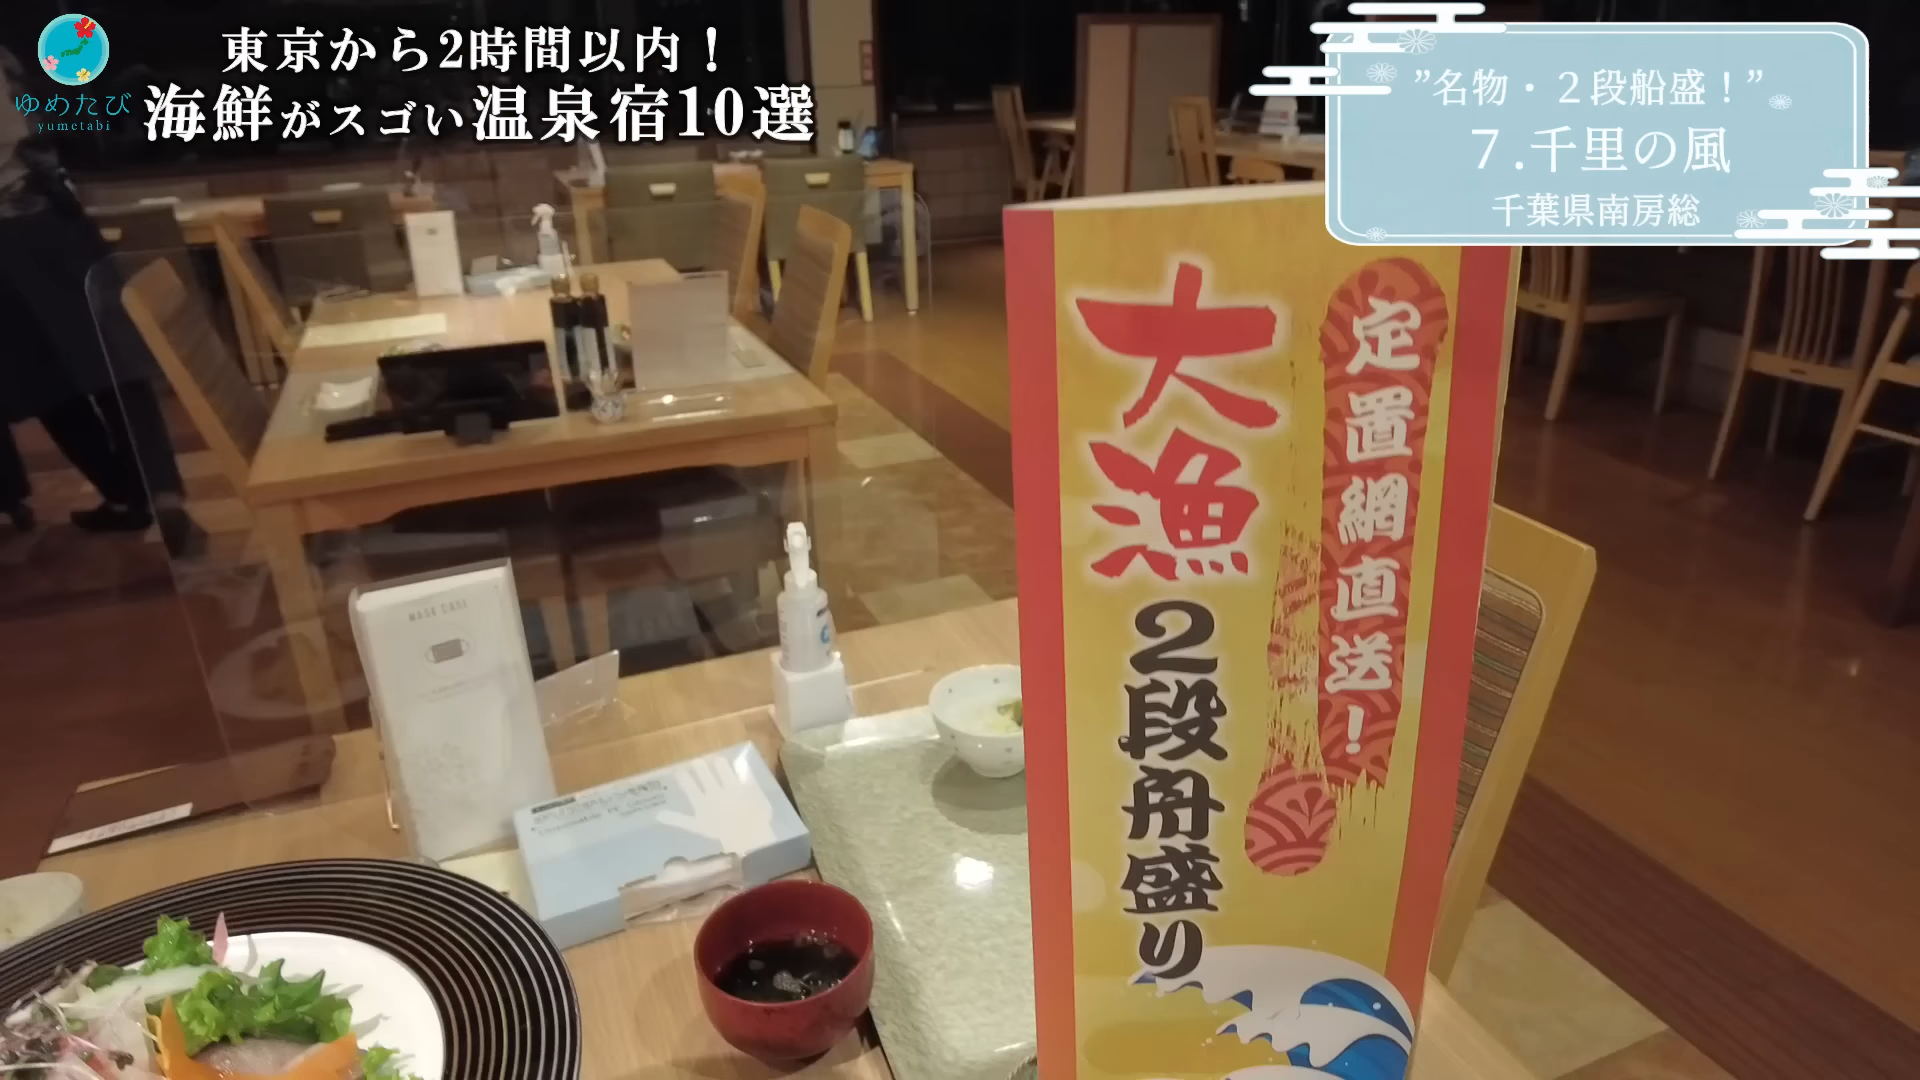 東京から2時間以内！
海鮮がスゴい温泉宿10選
ゆめたび
yumetabi
”名物・２段船盛！”
７.千里の風
千葉県南房総
定置網直送！
大漁
2段舟盛り
MASK CASE